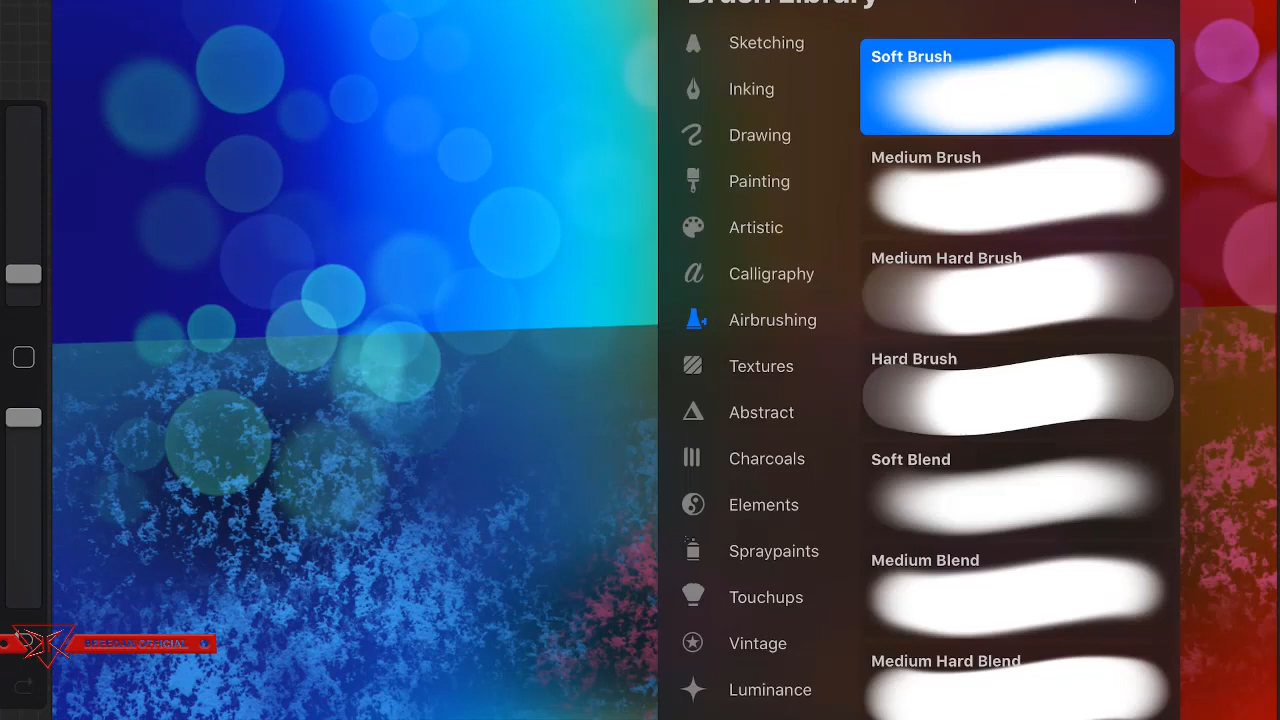 Brush Library
Sketching
Inking
Drawing
Painting
Artistic
Calligraphy
Airbrushing
Textures
Abstract
Charcoals
Elements
Spraypaints
Touchups
Vintage
Luminance
Soft Brush
Medium Brush
Medium Hard Brush
Hard Brush
Soft Blend
Medium Blend
Medium Hard Blend
OFFICIAL